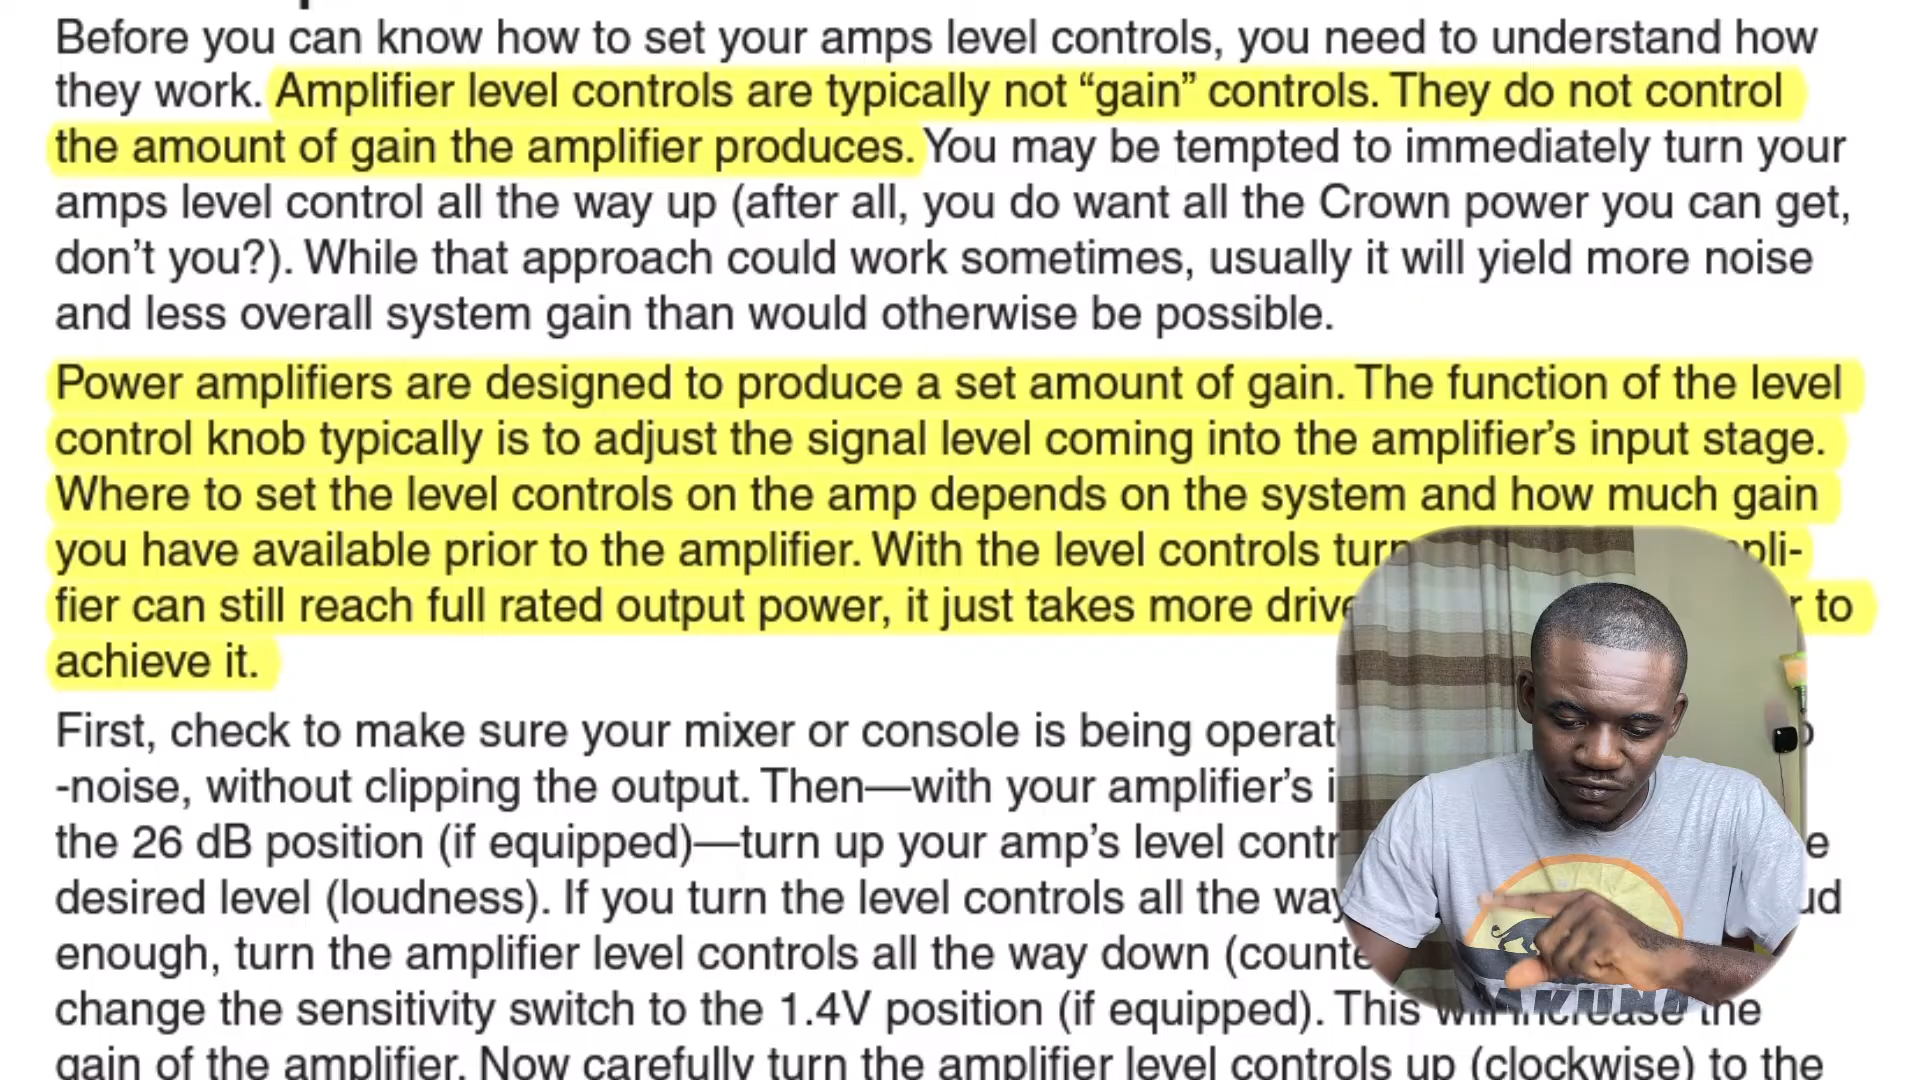 Before you can know how to set your amps level controls, you need to understand how
they work. Amplifier level controls are typically not “gain” controls. They do not control
the amount of gain the amplifier produces. You may be tempted to immediately turn your
amps level control all the way up (after all, you do want all the Crown power you can get,
don’t you?). While that approach could work sometimes, usually it will yield more noise
and less overall system gain than would otherwise be possible.
Power amplifiers are designed to produce a set amount of gain. The function of the level
control knob typically is to adjust the signal level coming into the amplifier’s input stage.
Where to set the level controls on the amp depends on the system and how much gain
you have available prior to the amplifier. With the level controls pli-
fier can still reach full rated output power, it just takes more to
achieve it.
First, check to make sure your mixer or console is being
-noise, without clipping the output. Then—with your amplifier’s
the 26 dB position (if equipped)—turn up your amp’s level
desired level (loudness). If you turn the level controls all the way
enough, turn the amplifier level controls all the way down
change the sensitivity switch to the 1.4V position (if equipped). This will increase the
gain of the amplifier. Now carefully turn the amplifier level controls up (clockwise) to the